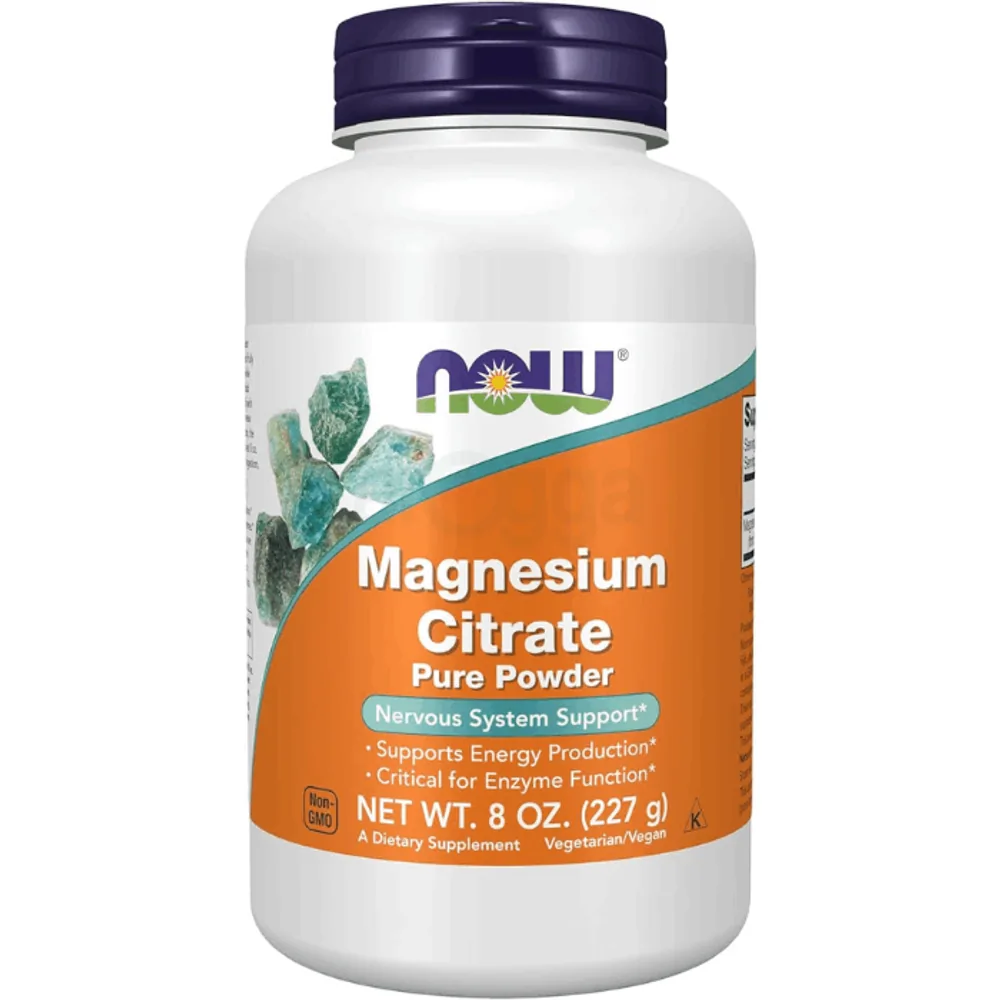 NOW®
Magnesium
Citrate
Pure Powder
Nervous System Support*
• Supports Energy Production*
• Critical for Enzyme Function*
Non-
GMO
NET WT. 8 OZ. (227 g)
K
A Dietary Supplement
Vegetarian/Vegan